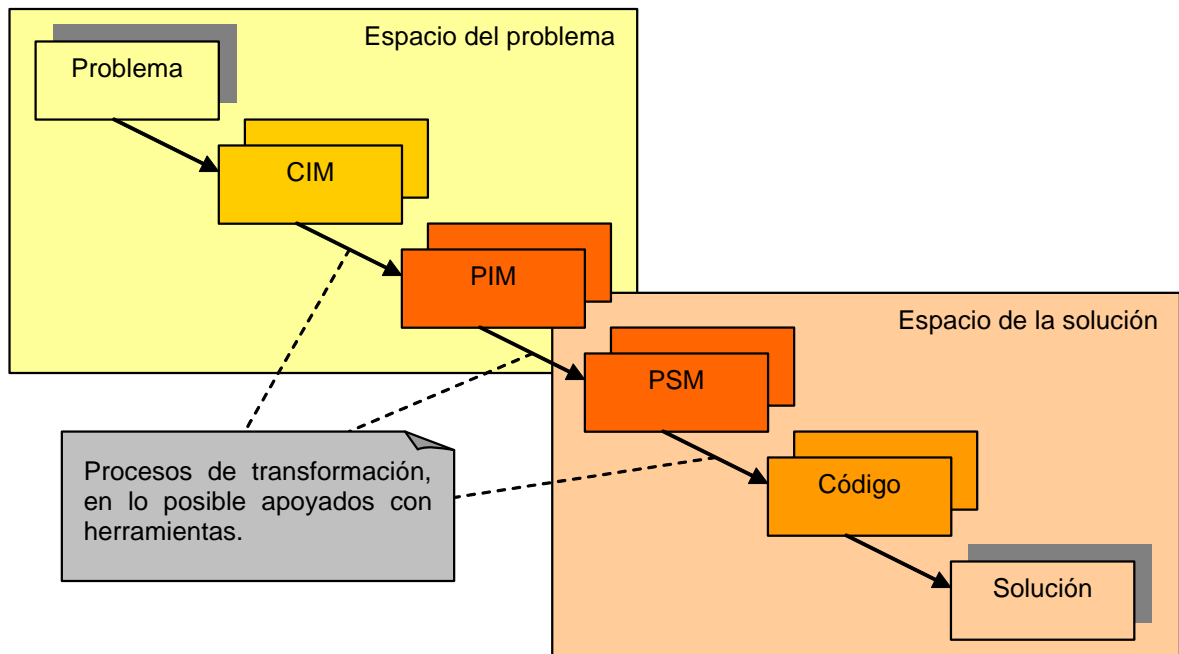 Espacio del problema
Problema
CIM
PIM
Espacio de la solución
PSM
Procesos de transformación,
en lo posible apoyados con
herramientas.
Código
Solución